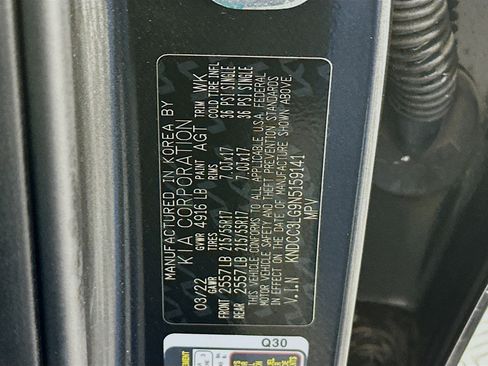 MANUFACTURED IN KOREA BY
KIA CORPORATION
03/22 GVWR 4916 LB PAINT AGT TRIM WK
GAWR TIRES RIMS COLD TIRE INFL
FRONT 2557LB 215/55R17 7.0JX17 36 PSI SINGLE
REAR 2557LB 215/55R17 7.0JX17 36 PSI SINGLE
THIS VEHICLE CONFORMS TO ALL APPLICABLE U.S.A FEDERAL
MOTOR VEHICLE SAFETY AND THEFT PREVENTION STANDARDS
IN EFFECT ON THE DATE OF MANUFACTURE SHOWN ABOVE.
V.I.N KNDCC3LG9N5159141
MPV
Q30